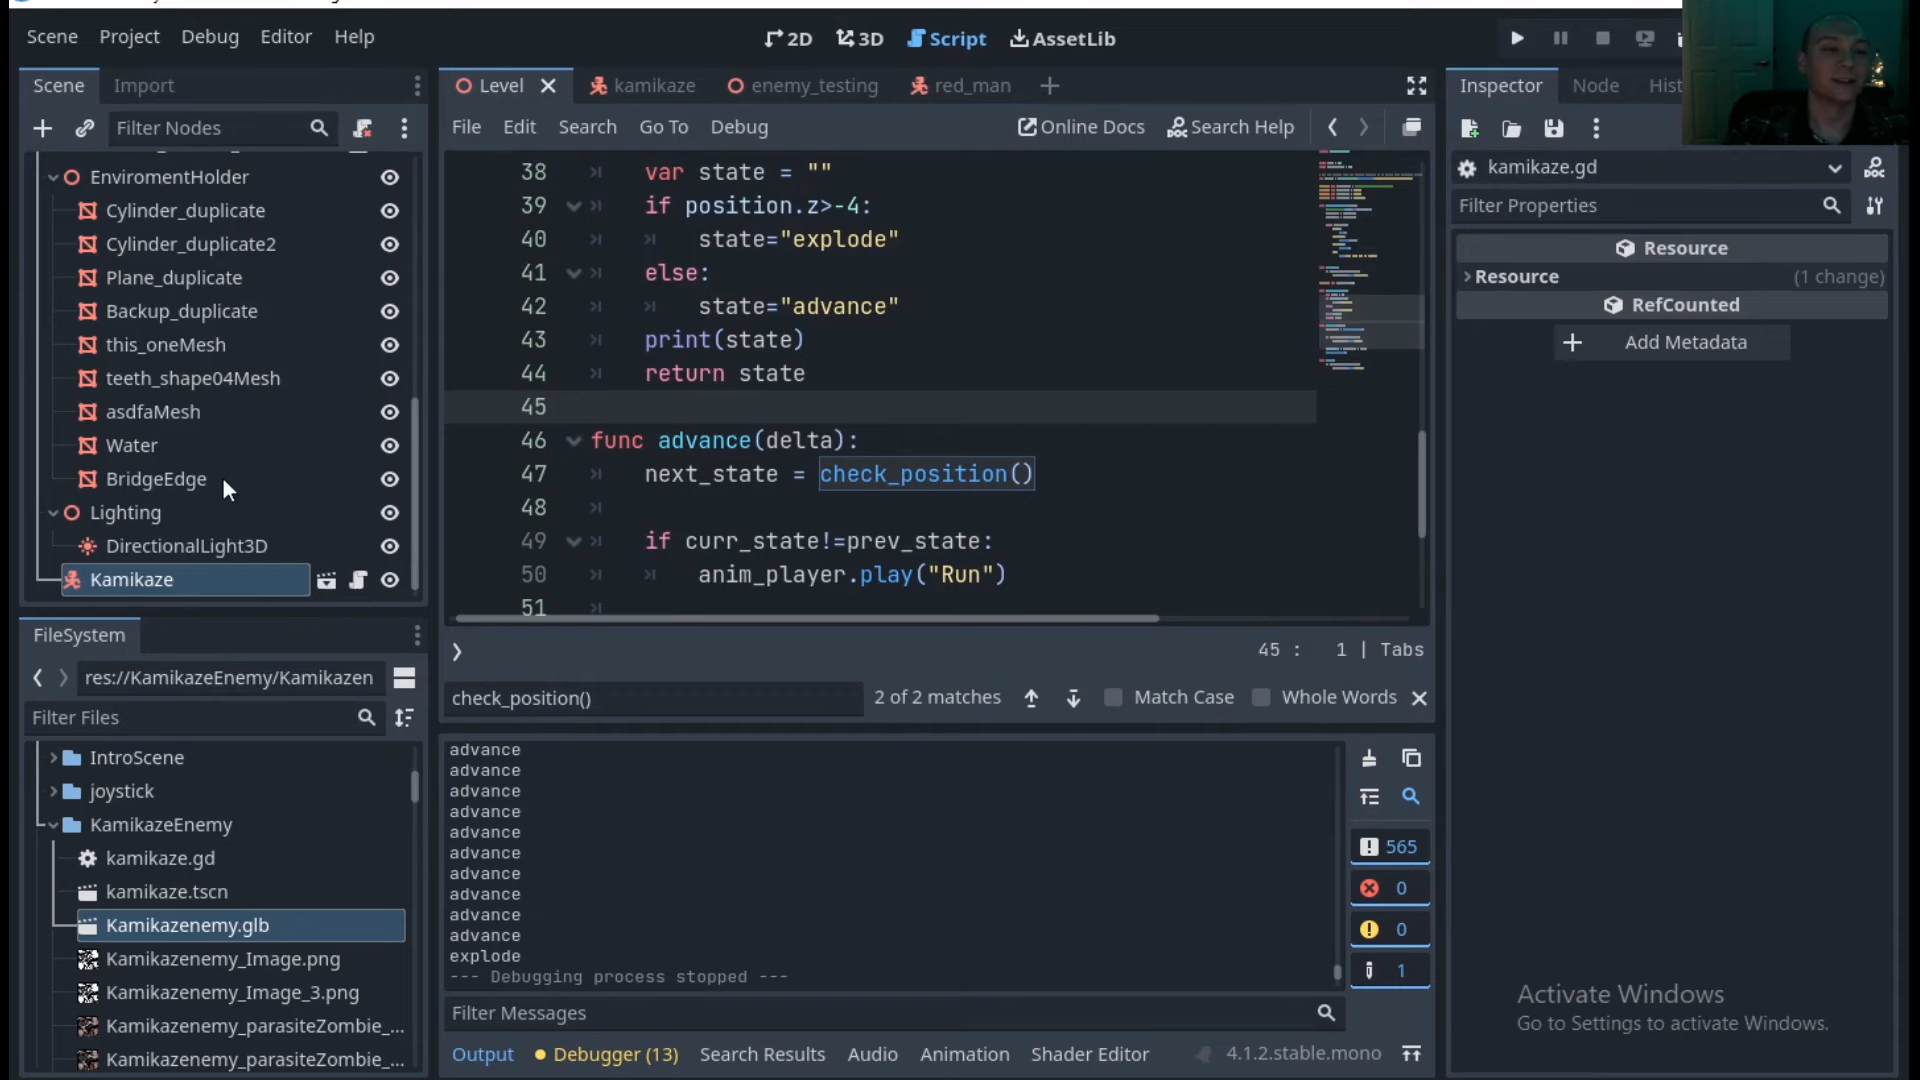 Scene Project Debug Editor Help
2D 3D Script AssetLib
Scene Import
Level kamikaze enemy_testing red_man
Inspector Node Hist
Filter Nodes
File Edit Search Go To Debug
Online Docs Search Help
kamikaze.gd
Filter Properties
Resource
Resource (1 change)
RefCounted
Add Metadata
EnviromentHolder
Cylinder_duplicate
Cylinder_duplicate2
Plane_duplicate
Backup_duplicate
this_oneMesh
teeth_shape04Mesh
asdfaMesh
Water
BridgeEdge
Lighting
DirectionalLight3D
Kamikaze
38 var state = ""
39 if position.z>-4:
40 state="explode"
41 else:
42 state="advance"
43 print(state)
44 return state
45
46 func advance(delta):
47 next_state = check_position()
48
49 if curr_state!=prev_state:
50 anim_player.play("Run")
51
45 : 1 | Tabs
check_position()
2 of 2 matches
Match Case Whole Words
FileSystem
res://KamikazeEnemy/Kamikazen
Filter Files
IntroScene
joystick
KamikazeEnemy
kamikaze.gd
kamikaze.tscn
Kamikazenemy.glb
Kamikazenemy_Image.png
Kamikazenemy_Image_3.png
Kamikazenemy_parasiteZombie_...
Kamikazenemy_parasiteZombie_...
advance
advance
advance
advance
advance
advance
advance
advance
advance
advance
explode
--- Debugging process stopped ---
565
0
0
1
Filter Messages
Output Debugger (13) Search Results Audio Animation Shader Editor
4.1.2.stable.mono
Activate Windows
Go to Settings to activate Windows.